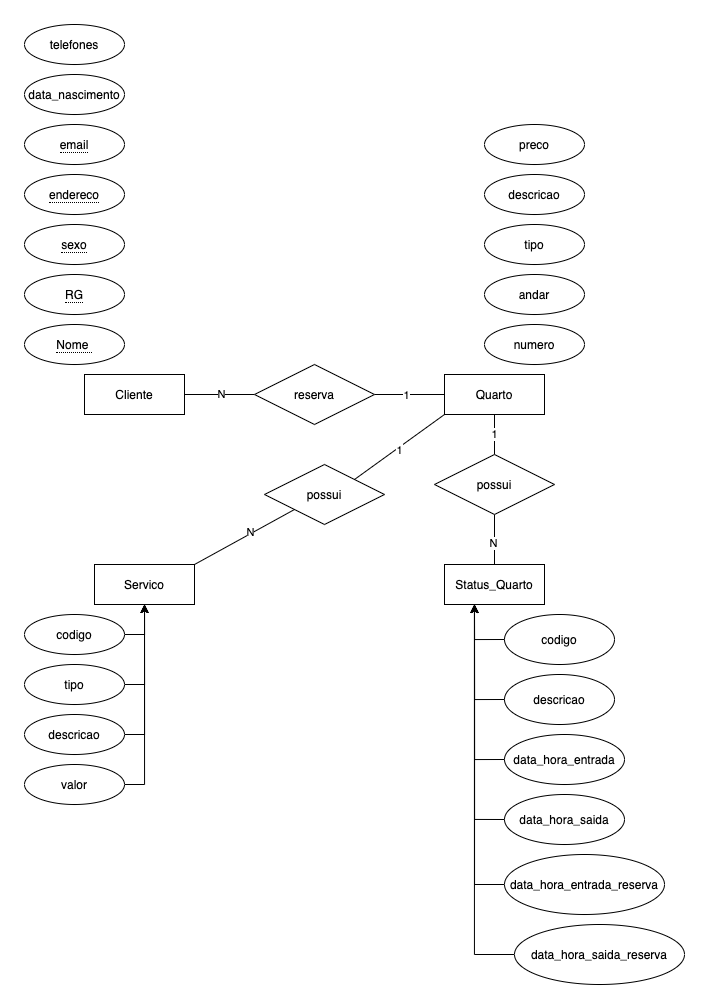 telefones
data_nascimento
email
endereco
sexo
RG
Nome
preco
descricao
tipo
andar
numero
Cliente
N
reserva
1
Quarto
1
possui
N
1
possui
N
Servico
codigo
tipo
descricao
valor
Status_Quarto
codigo
descricao
data_hora_entrada
data_hora_saida
data_hora_entrada_reserva
data_hora_saida_reserva